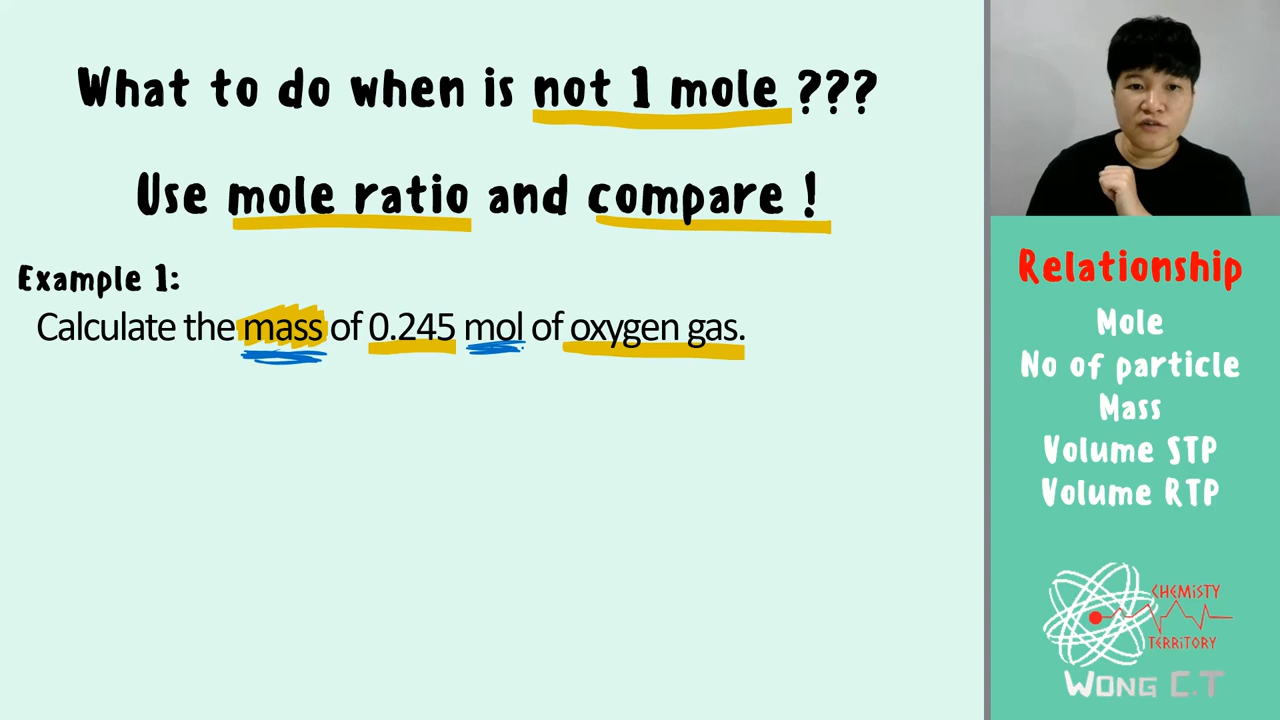 What to do when is not 1 mole ???
Use mole ratio and compare !
Example 1:
Calculate the mass of 0.245 mol of oxygen gas.
Relationship
Mole
No of particle
Mass
Volume STP
Volume RTP
CHEMiSTY
TERRiTORY
WONG C.T